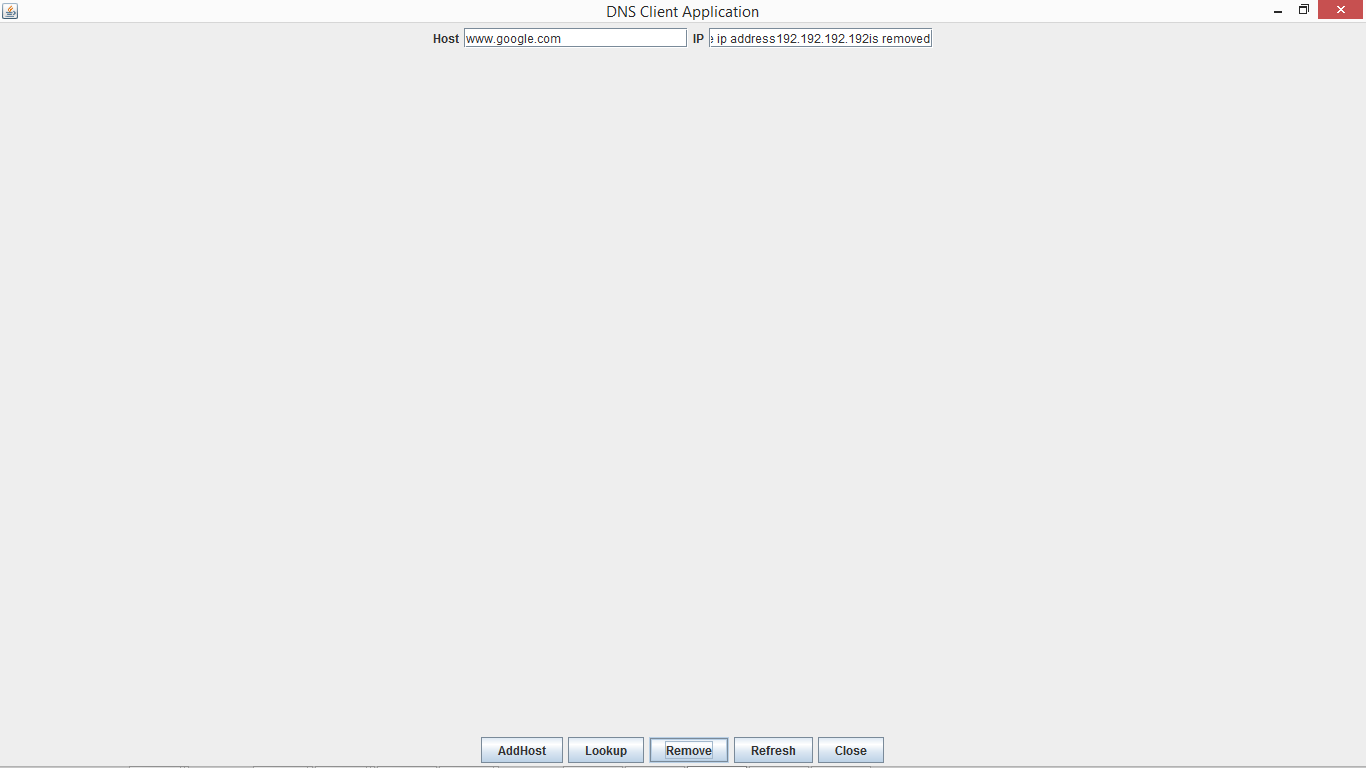 DNS Client Application
Host www.google.com IP ip address192.192.192.192is removed
AddHost Lookup Remove Refresh Close